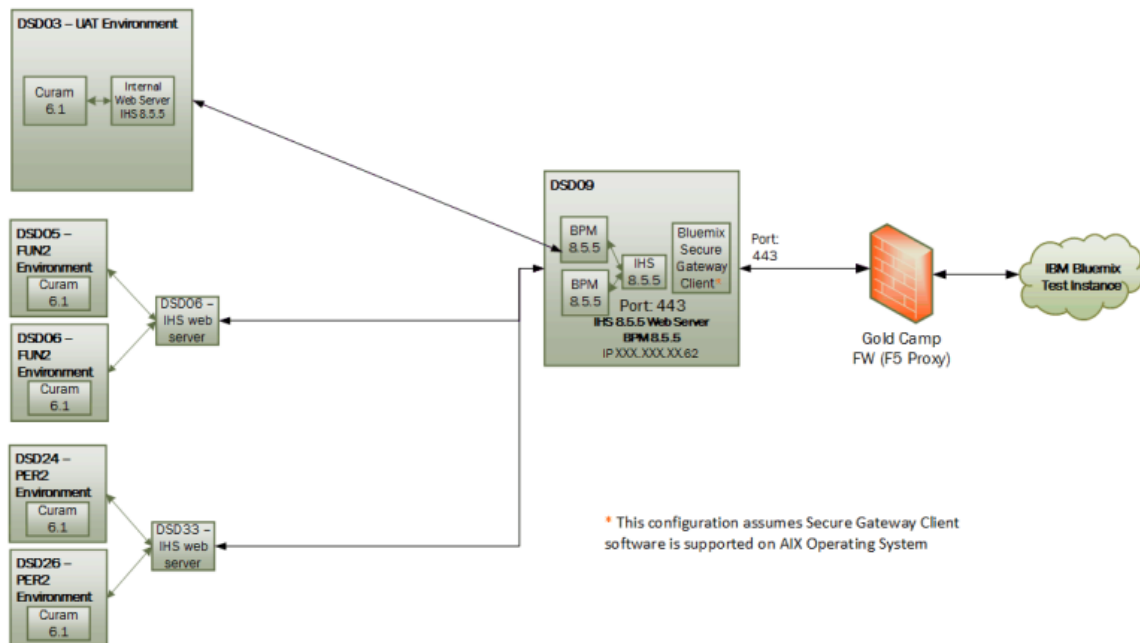 DSD03 – UAT Environment
Curam
6.1
Internal
Web Server
IHS 8.5.5
DSD05 –
FUN2
Environment
Curam
6.1
DSD06 –
FUN2
Environment
Curam
6.1
DSD06 –
IHS web
server
DSD24 –
PER2
Environment
Curam
6.1
DSD26 –
PER2
Environment
Curam
6.1
DSD33 –
IHS web
server
DSD09
BPM
8.5.5
BPM
8.5.5
IHS
8.5.5
Bluemix
Secure
Gateway
Client*
Port: 443
IHS 8.5.5 Web Server
BPM 8.5.5
IP XXX.XXX.XX.62
Port:
443
Gold Camp
FW (F5 Proxy)
IBM Bluemix
Test Instance
* This configuration assumes Secure Gateway Client
software is supported on AIX Operating System